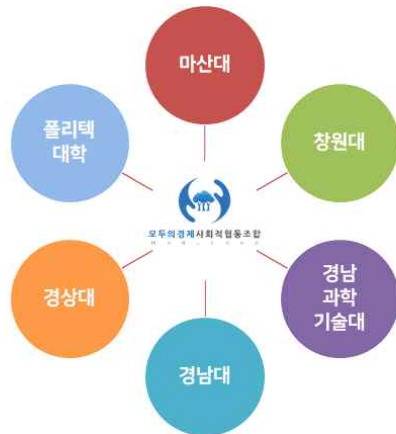 마산대
폴리텍
대학
창원대
모두의경제사회적협동조합
경상대
경남
과학
기술대
경남대